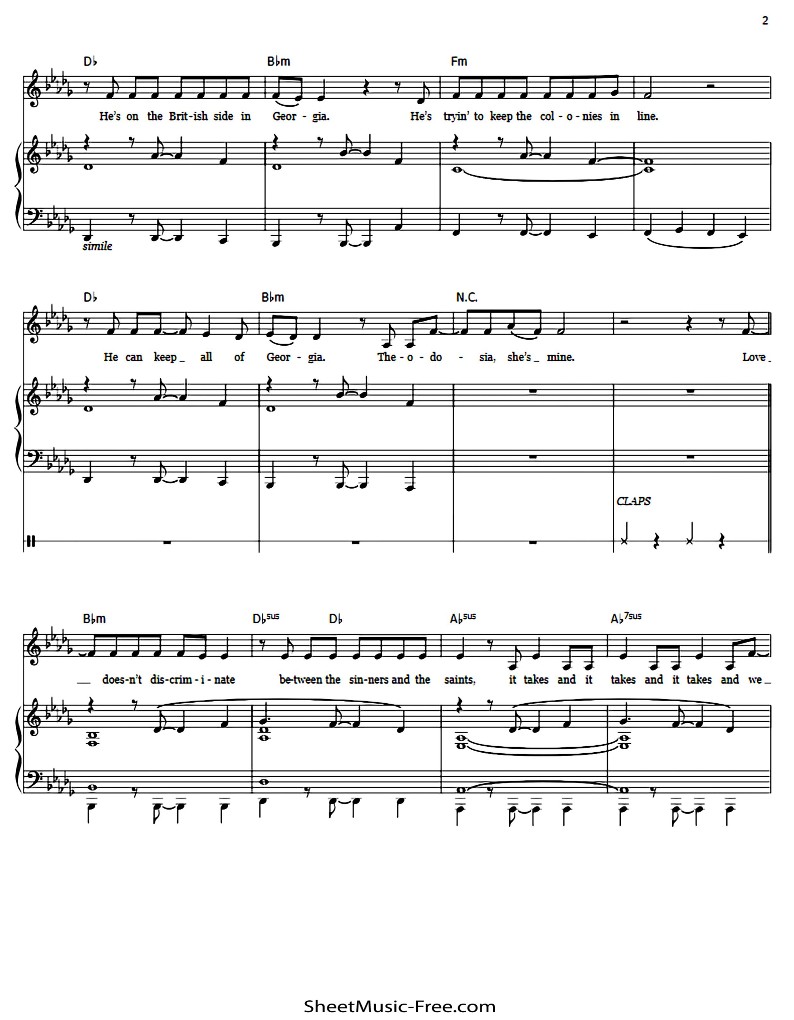 2
D♭ B♭m Fm
He's on the Brit-ish side in Geor - gia. He's tryin' to keep the col - o - nies in line.
simile
D♭ B♭m N.C.
He can keep_ all of Geor - gia. The - o - do - sia, she's_ mine. Love_
CLAPS
B♭m D♭sus D♭ A♭sus A♭7sus
__ does-n't dis-crim - i - nate be-tween the sin-ners and the saints, it takes and it takes and it takes and we_
SheetMusic-Free.com